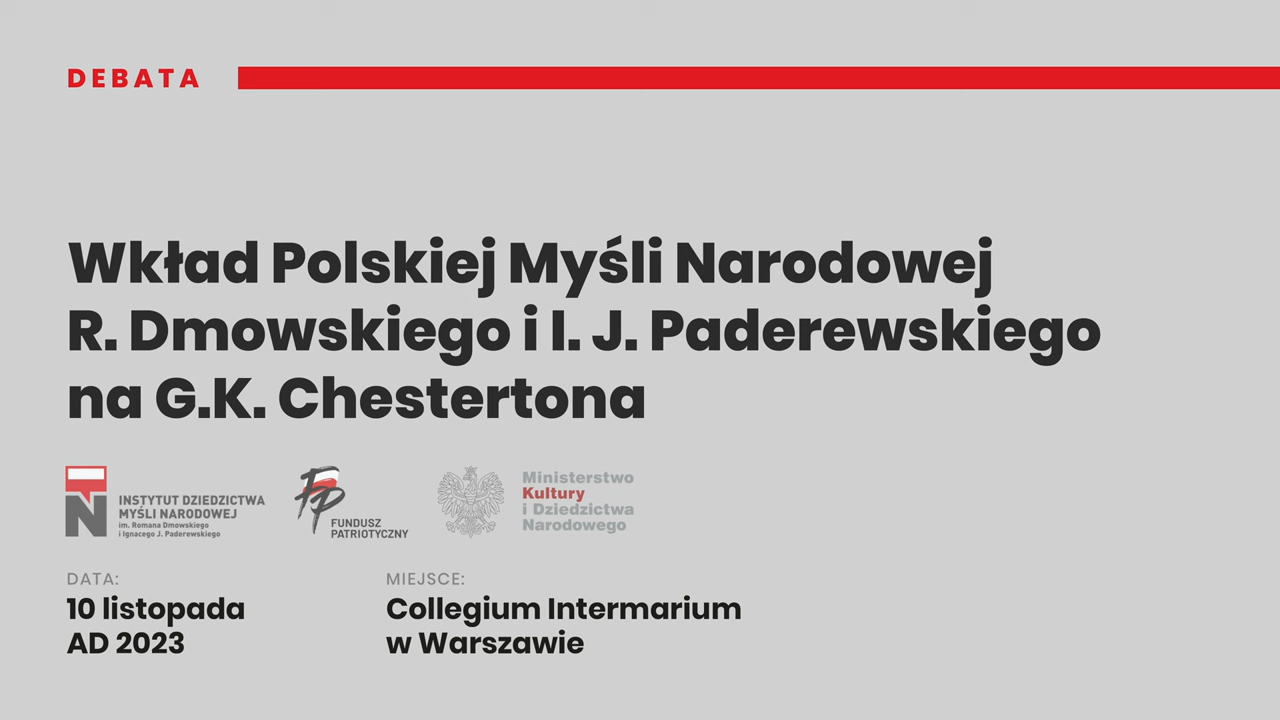 DEBATA
Wkład Polskiej Myśli Narodowej
R. Dmowskiego i I. J. Paderewskiego
na G.K. Chestertona
N
INSTYTUT DZIEDZICTWA
MYŚLI NARODOWEJ
im. Romana Dmowskiego
i Ignacego J. Paderewskiego
FP
FUNDUSZ
PATRIOTYCZNY
Ministerstwo
Kultury
i Dziedzictwa
Narodowego
DATA:
10 listopada
AD 2023
MIEJSCE:
Collegium Intermarium
w Warszawie